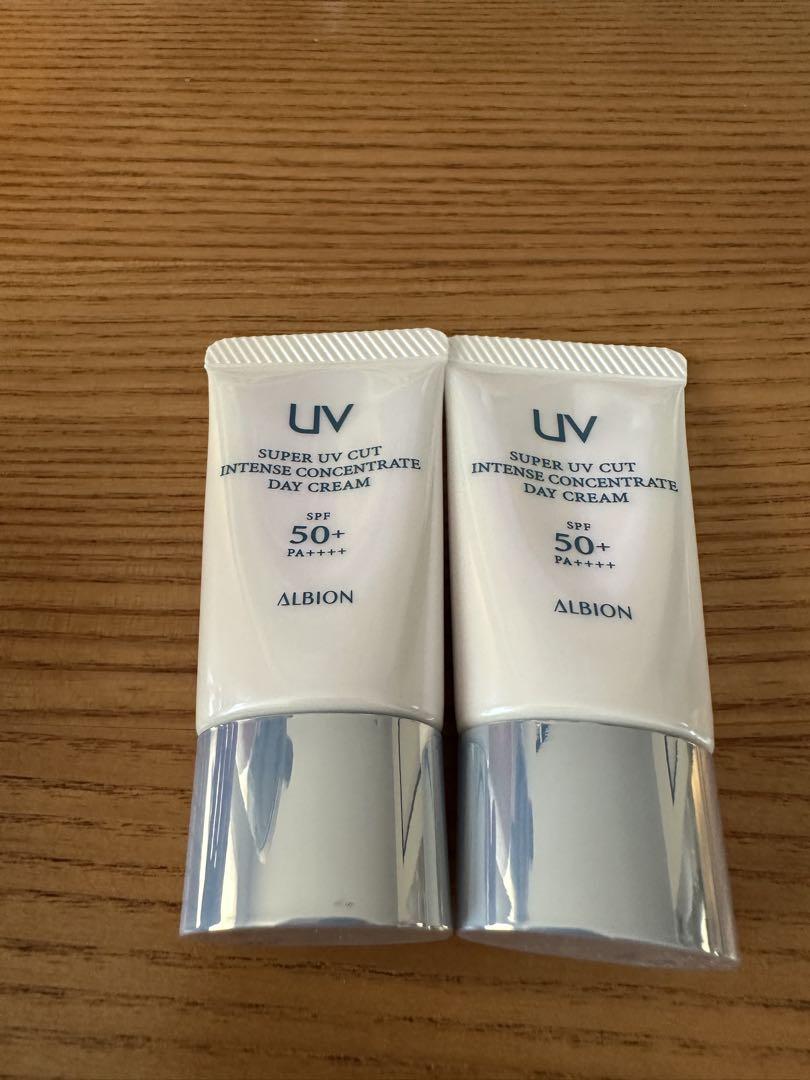 UV
SUPER UV CUT
INTENSE CONCENTRATE
DAY CREAM
SPF
50+
PA++++
ALBION
UV
SUPER UV CUT
INTENSE CONCENTRATE
DAY CREAM
SPF
50+
PA++++
ALBION